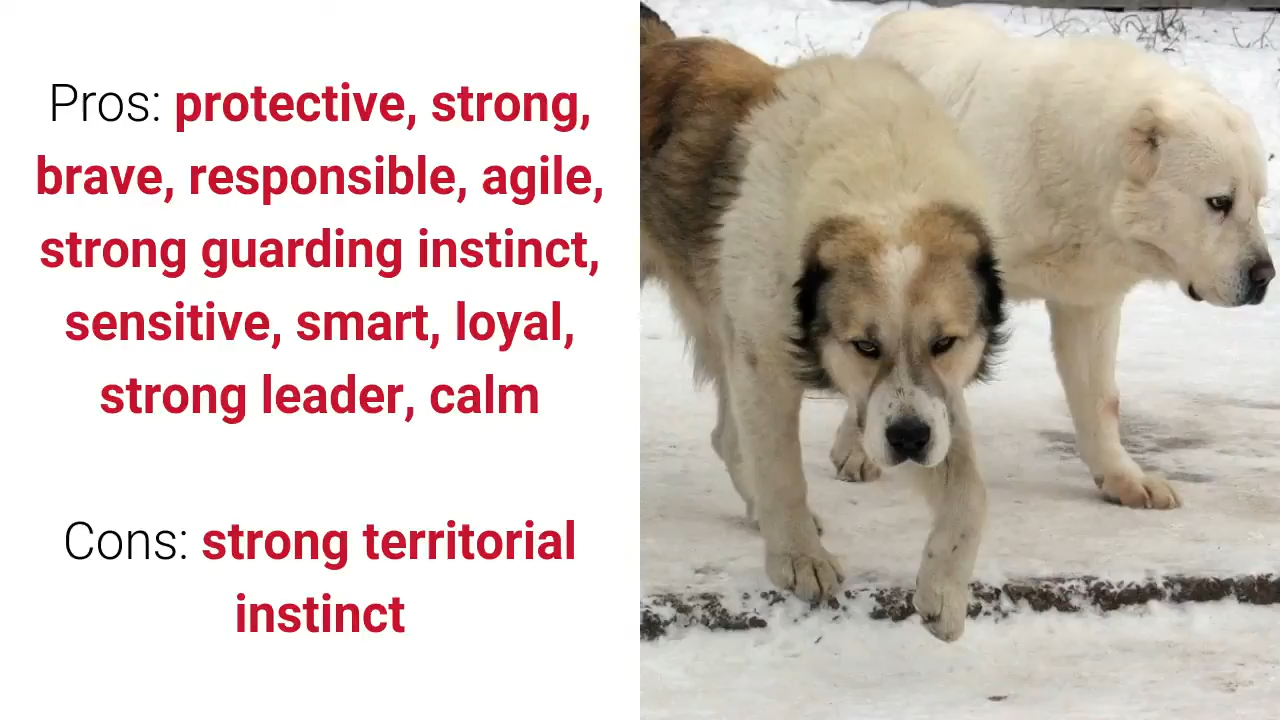 Pros: protective, strong,
brave, responsible, agile,
strong guarding instinct,
sensitive, smart, loyal,
strong leader, calm
Cons: strong territorial
instinct